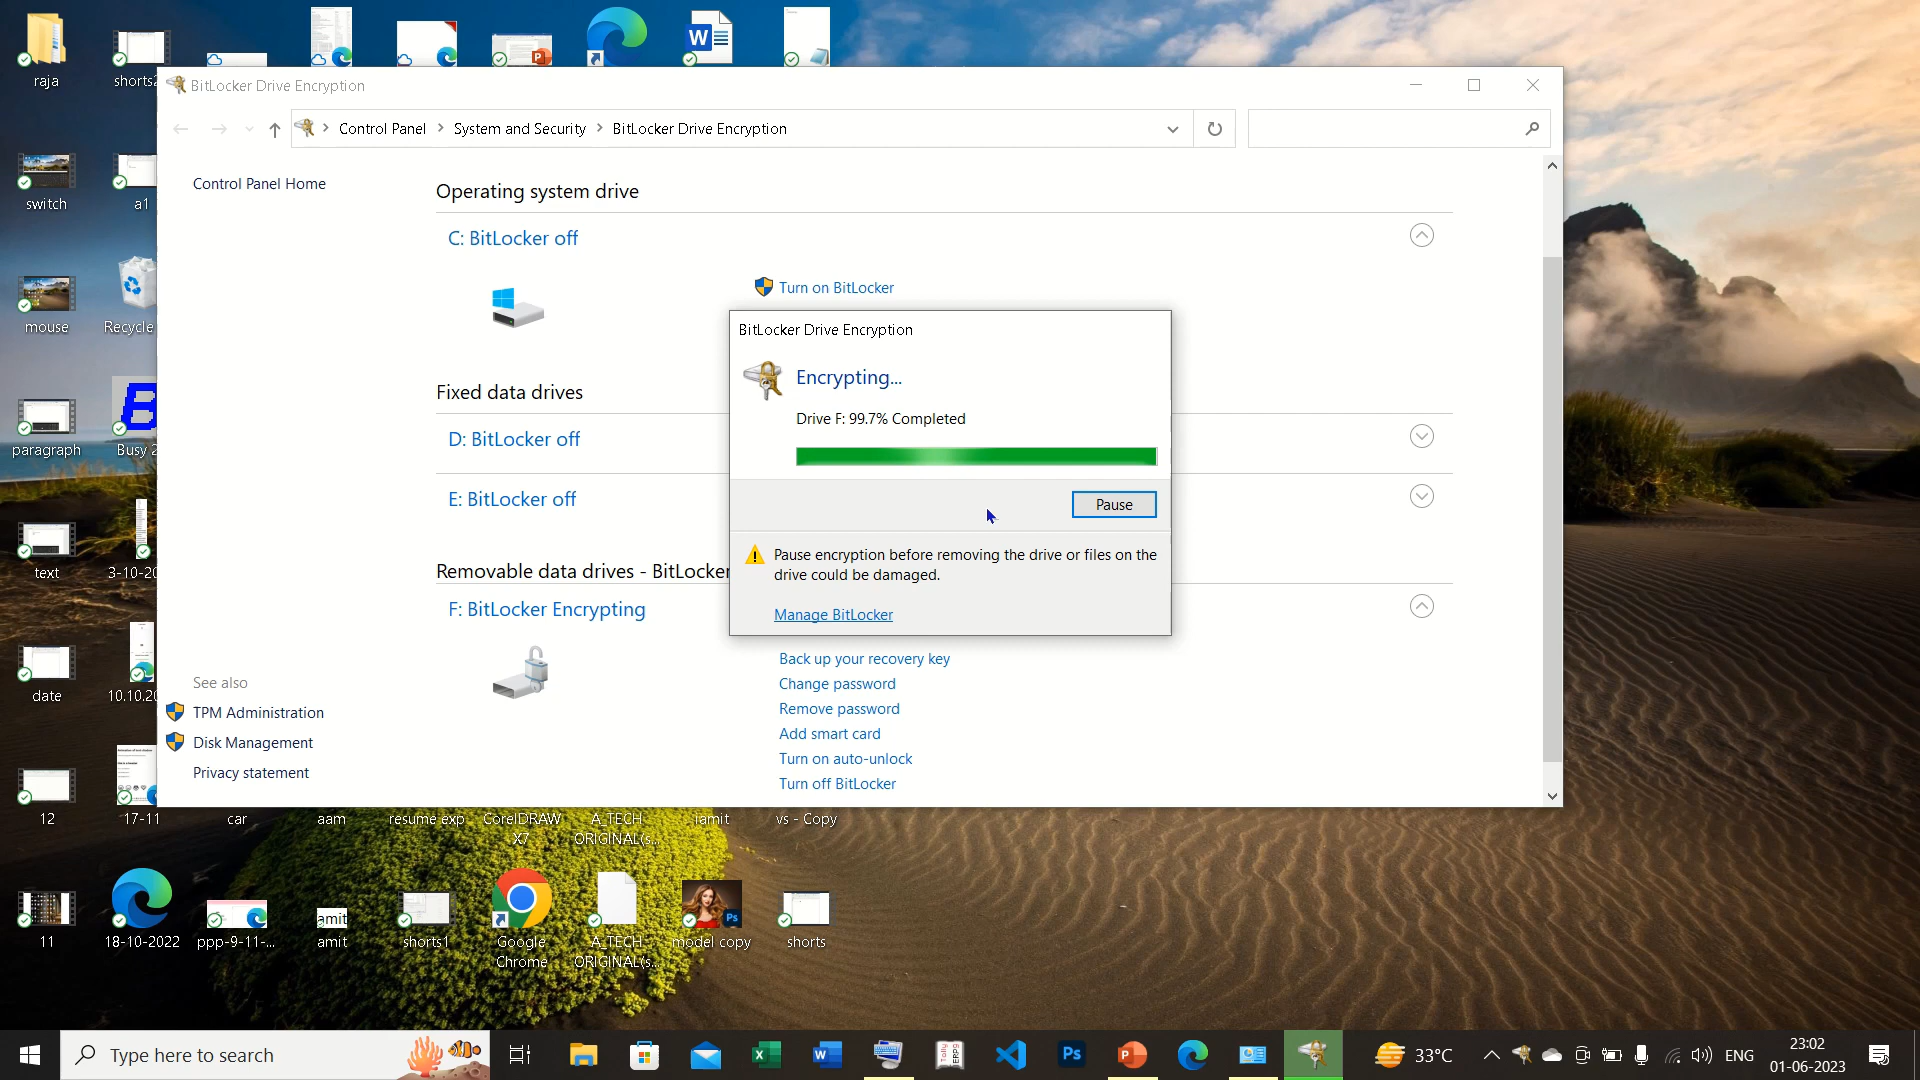 raja
shorts2
BitLocker Drive Encryption
Control Panel
System and Security
BitLocker Drive Encryption
Control Panel Home
Operating system drive
C: BitLocker off
Turn on BitLocker
BitLocker Drive Encryption
Encrypting...
Drive F: 99.7% Completed
Pause
Pause encryption before removing the drive or files on the
drive could be damaged.
Manage BitLocker
Fixed data drives
D: BitLocker off
E: BitLocker off
Removable data drives - BitLocker
F: BitLocker Encrypting
Back up your recovery key
Change password
Remove password
Add smart card
Turn on auto-unlock
Turn off BitLocker
See also
TPM Administration
Disk Management
Privacy statement
switch
a1
mouse
Recycle
paragraph
Busy 2
text
3-10-20
date
10.10.20
12
17-11
car
aam
resume exp
CorelDRAW
X7
A_TECH
ORIGINAL(s...
iamit
vs - Copy
11
18-10-2022
ppp-9-11-...
amit
amit
shorts1
Google
Chrome
A_TECH
ORIGINAL(s...
model copy
shorts
Type here to search
33°C
ENG
23:02
01-06-2023